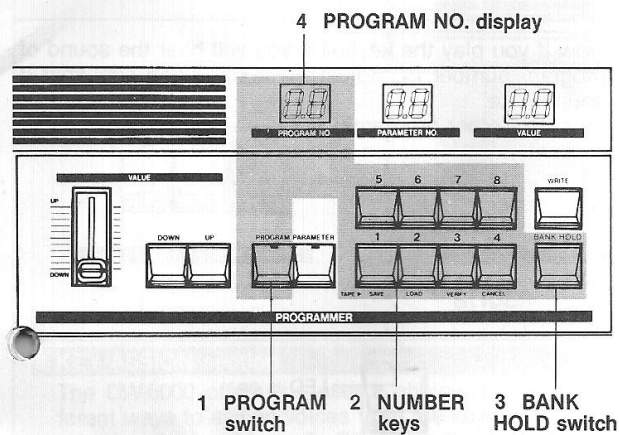 4 PROGRAM NO. display
PROGRAM NO. PARAMETER NO. VALUE
VALUE
UP
DOWN
DOWN UP
PROGRAM PARAMETER
5 6 7 8
WRITE
1 2 3 4
BANK HOLD
TAPE ▶ SAVE LOAD VERIFY CANCEL
PROGRAMMER
1 PROGRAM switch
2 NUMBER keys
3 BANK HOLD switch